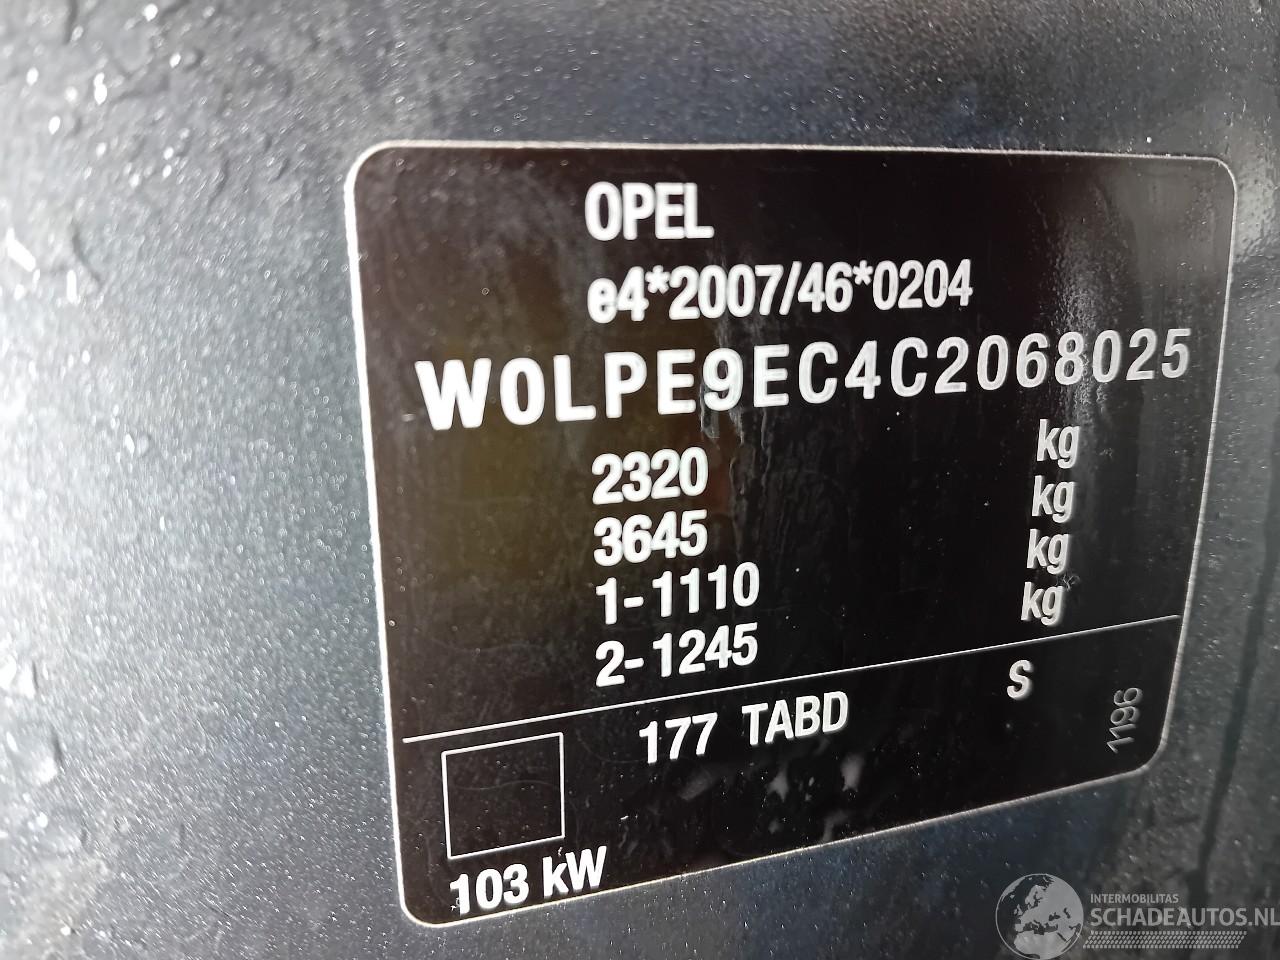 OPEL
e4*2007/46*0204
W0LPE9EC4C2068025
2320 kg
3645 kg
1-1110 kg
2-1245 kg
177 TABD S
1196
103 kW
INTERMOBILITAS
SCHADEAUTOS.NL